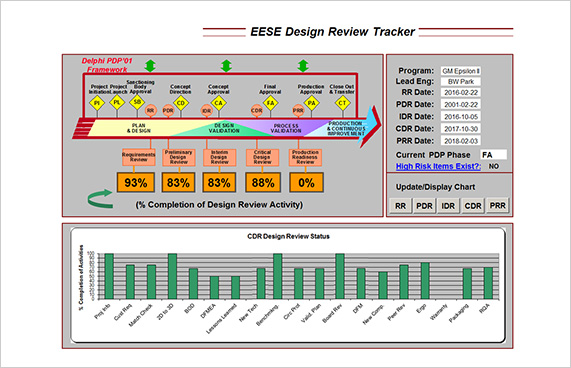 EESE Design Review Tracker
Delphi PDP'01
Framework
Project
Initiation
Project
Launch
Sanctioning
Body
Approval
Concept
Direction
Concept
Approval
Final
Approval
Production
Approval
Close Out
& Transfer
PI
PL
SB
RR
CD
PDR
CA
IDR
FA
CDR
PRR
PA
CT
PLAN
& DESIGN
DESIGN
VALIDATION
PROCESS
VALIDATION
PRODUCTION
& CONTINUOUS
IMPROVEMENT
Requirements
Review
Preliminary
Design
Review
Interim
Design
Review
Critical
Design
Review
Production
Readiness
Review
93%
83%
83%
88%
0%
(% Completion of Design Review Activity)
Program: GM Epsilon II
Lead Eng: BW Park
RR Date: 2016-02-22
PDR Date: 2001-02-22
IDR Date: 2016-10-05
CDR Date: 2017-10-30
PRR Date: 2018-02-03
Current PDP Phase FA
High Risk Items Exist?: NO
Update/Display Chart
RR PDR IDR CDR PRR
CDR Design Review Status
% Completion of Activities
100
90
80
70
60
50
40
30
20
10
0
Proj Info
Cust Req
Match Check
2D to 3D
BOD
DFMEA
Lessons Learned
New Tech
Benchmring.
Circ Prot
Valid. Plan
Board Rev
DFM
New Comp.
Peer Rev
Ergo
Warranty
Packaging
RQA